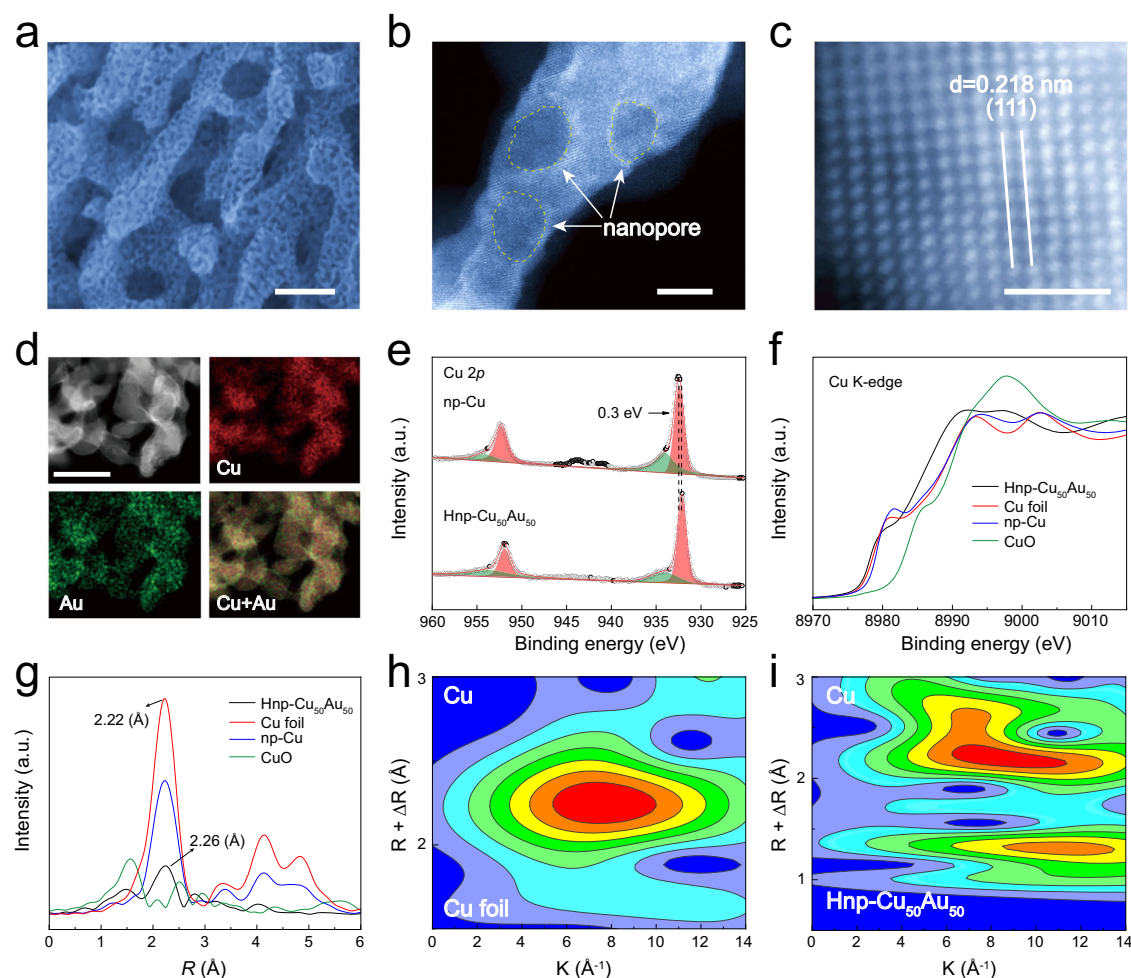 a
b
nanopore
c
d=0.218 nm
(111)
d
Cu
Au
Cu+Au
e
Cu 2p
np-Cu
0.3 eV
Hnp-Cu₅₀Au₅₀
Intensity (a.u.)
960 955 950 945 940 935 930 925
Binding energy (eV)
f
Cu K-edge
Hnp-Cu₅₀Au₅₀
Cu foil
np-Cu
CuO
Intensity (a.u.)
8970 8980 8990 9000 9010
Binding energy (eV)
g
2.22 (Å)
2.26 (Å)
Hnp-Cu₅₀Au₅₀
Cu foil
np-Cu
CuO
Intensity (a.u.)
0 1 2 3 4 5 6
R (Å)
h
Cu
Cu foil
3
2
R + ΔR (Å)
0 2 4 6 8 10 12 14
K (Å⁻¹)
i
Cu
Hnp-Cu₅₀Au₅₀
3
2
1
R + ΔR (Å)
0 2 4 6 8 10 12 14
K (Å⁻¹)